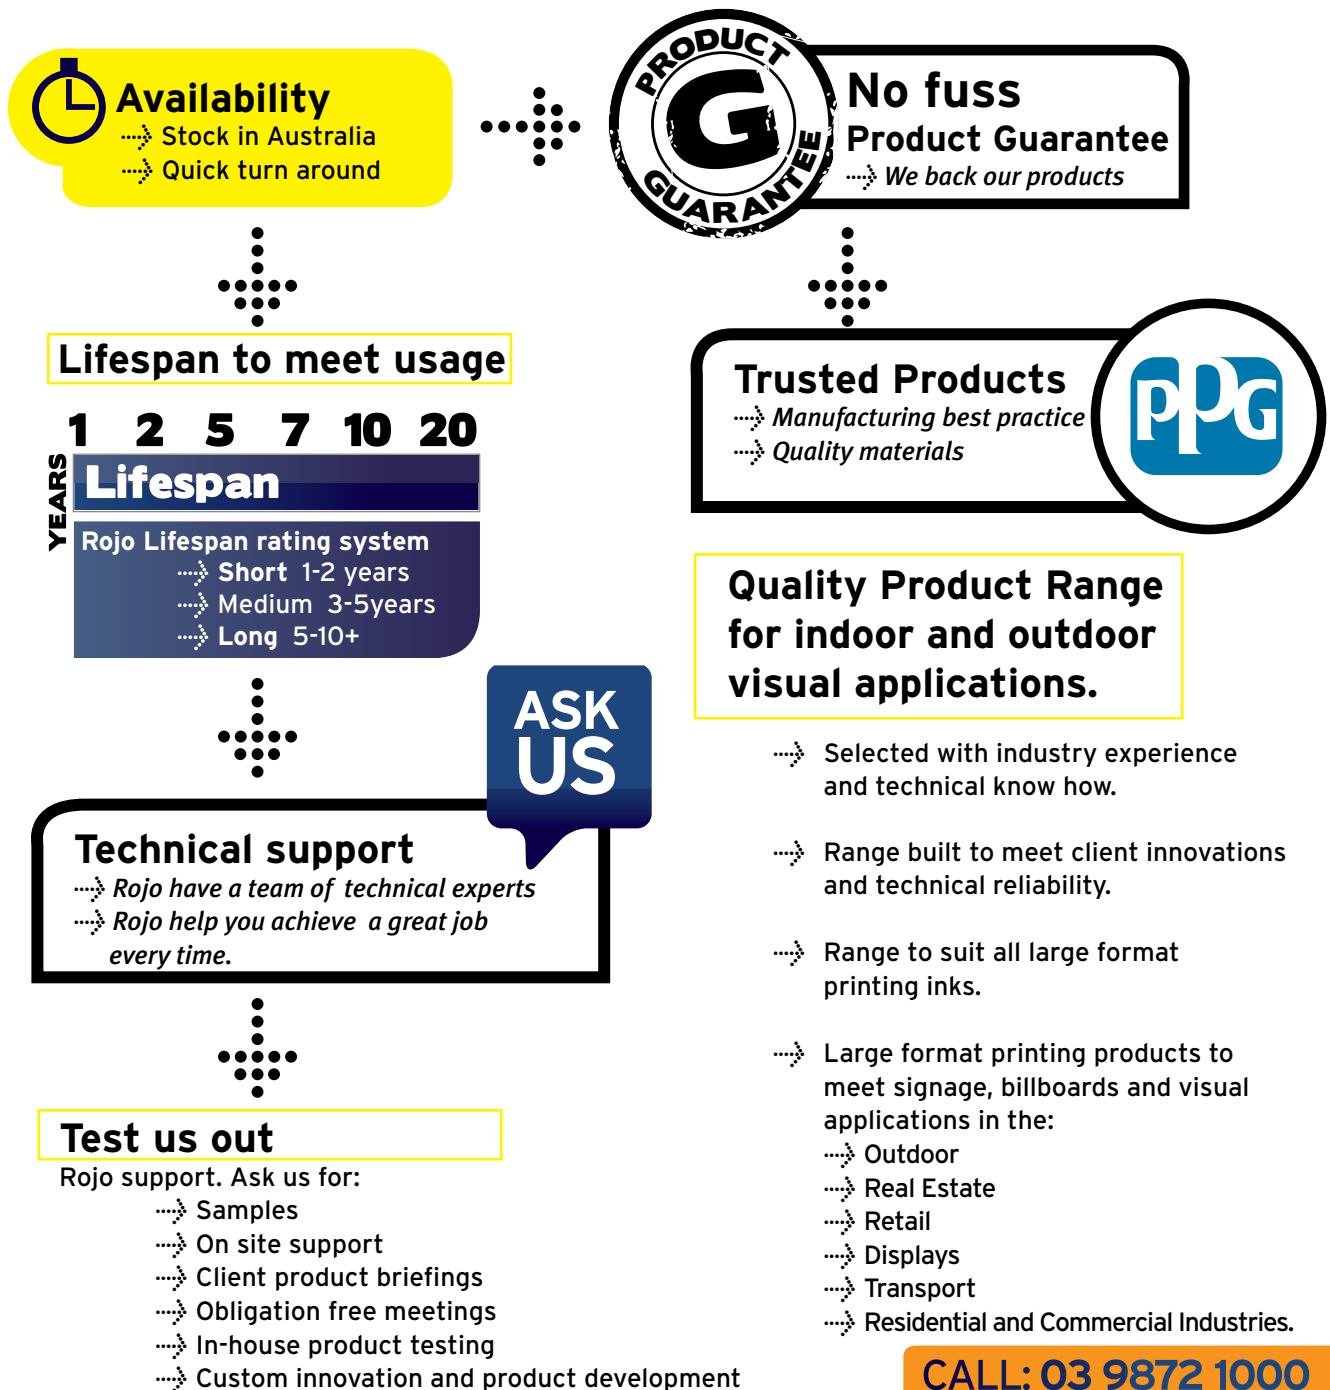 Availability
Stock in Australia
Quick turn around
PRODUCT
G
GUARANTEE
No fuss
Product Guarantee
We back our products
Lifespan to meet usage
1 2 5 7 10 20
YEARS
Lifespan
Rojo Lifespan rating system
Short 1-2 years
Medium 3-5years
Long 5-10+
ASK
US
Technical support
Rojo have a team of technical experts
Rojo help you achieve a great job
every time.
Test us out
Rojo support. Ask us for:
Samples
On site support
Client product briefings
Obligation free meetings
In-house product testing
Custom innovation and product development
Trusted Products
Manufacturing best practice
Quality materials
PPG
Quality Product Range
for indoor and outdoor
visual applications.
Selected with industry experience
and technical know how.
Range built to meet client innovations
and technical reliability.
Range to suit all large format
printing inks.
Large format printing products to
meet signage, billboards and visual
applications in the:
Outdoor
Real Estate
Retail
Displays
Transport
Residential and Commercial Industries.
CALL: 03 9872 1000